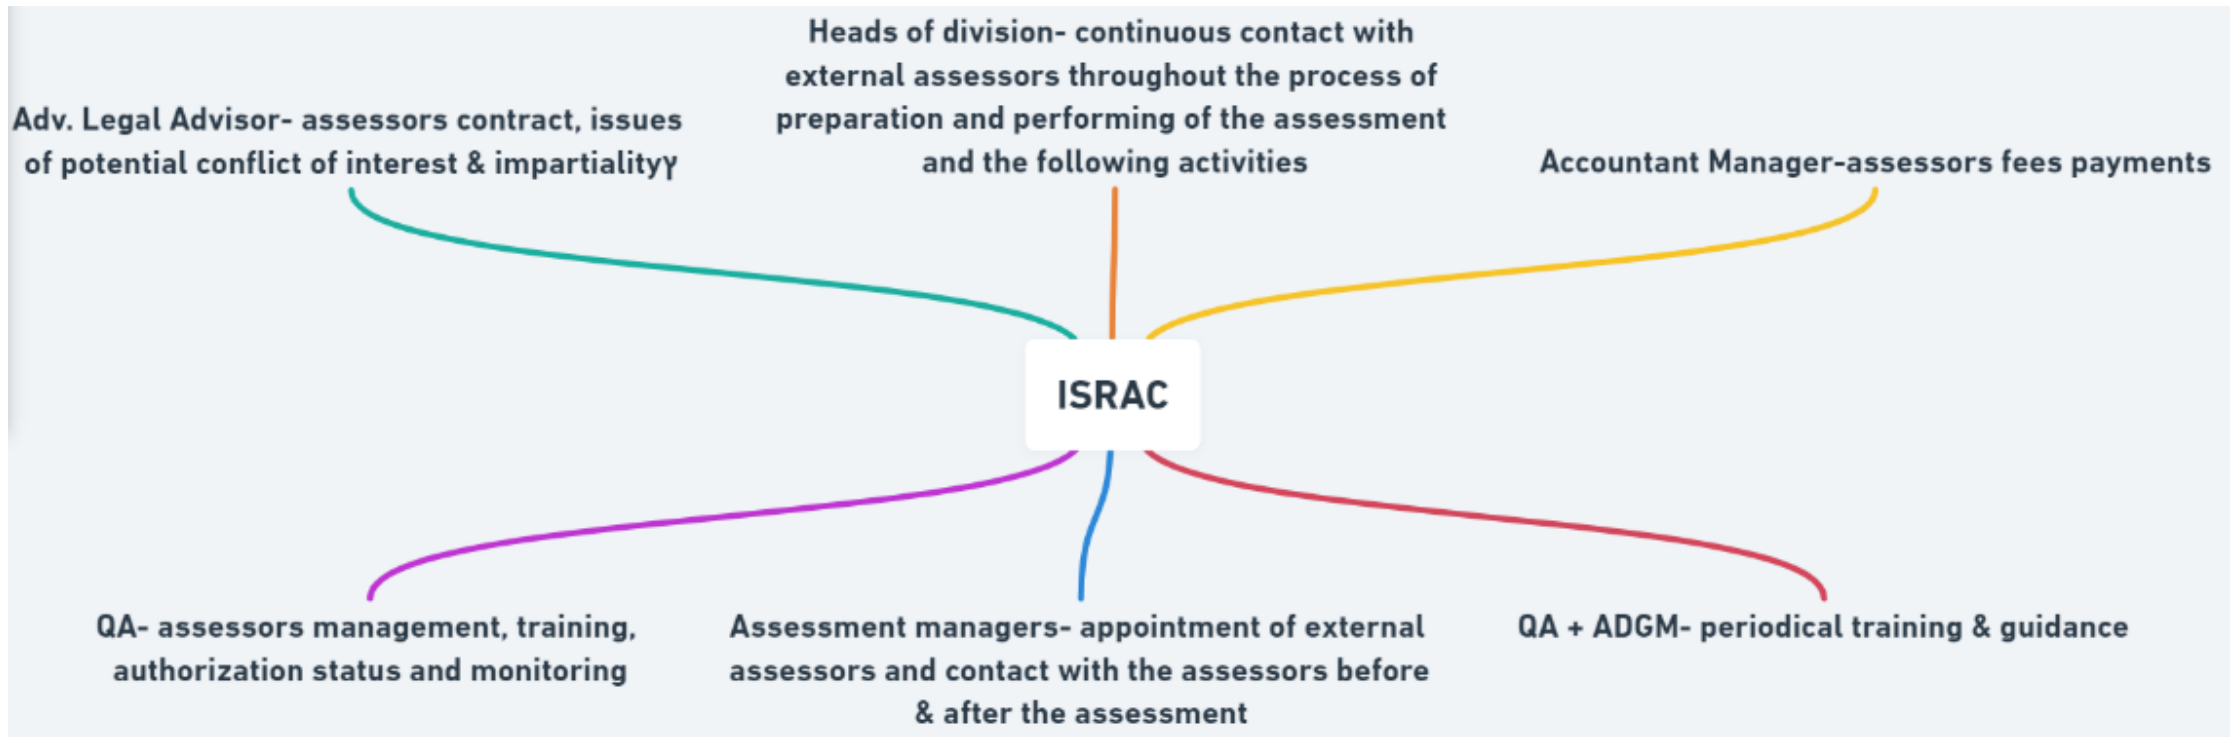 Heads of division- continuous contact with
external assessors throughout the process of
preparation and performing of the assessment
and the following activities
Adv. Legal Advisor- assessors contract, issues
of potential conflict of interest & impartialityγ
Accountant Manager-assessors fees payments
ISRAC
QA- assessors management, training,
authorization status and monitoring
Assessment managers- appointment of external
assessors and contact with the assessors before
& after the assessment
QA + ADGM- periodical training & guidance